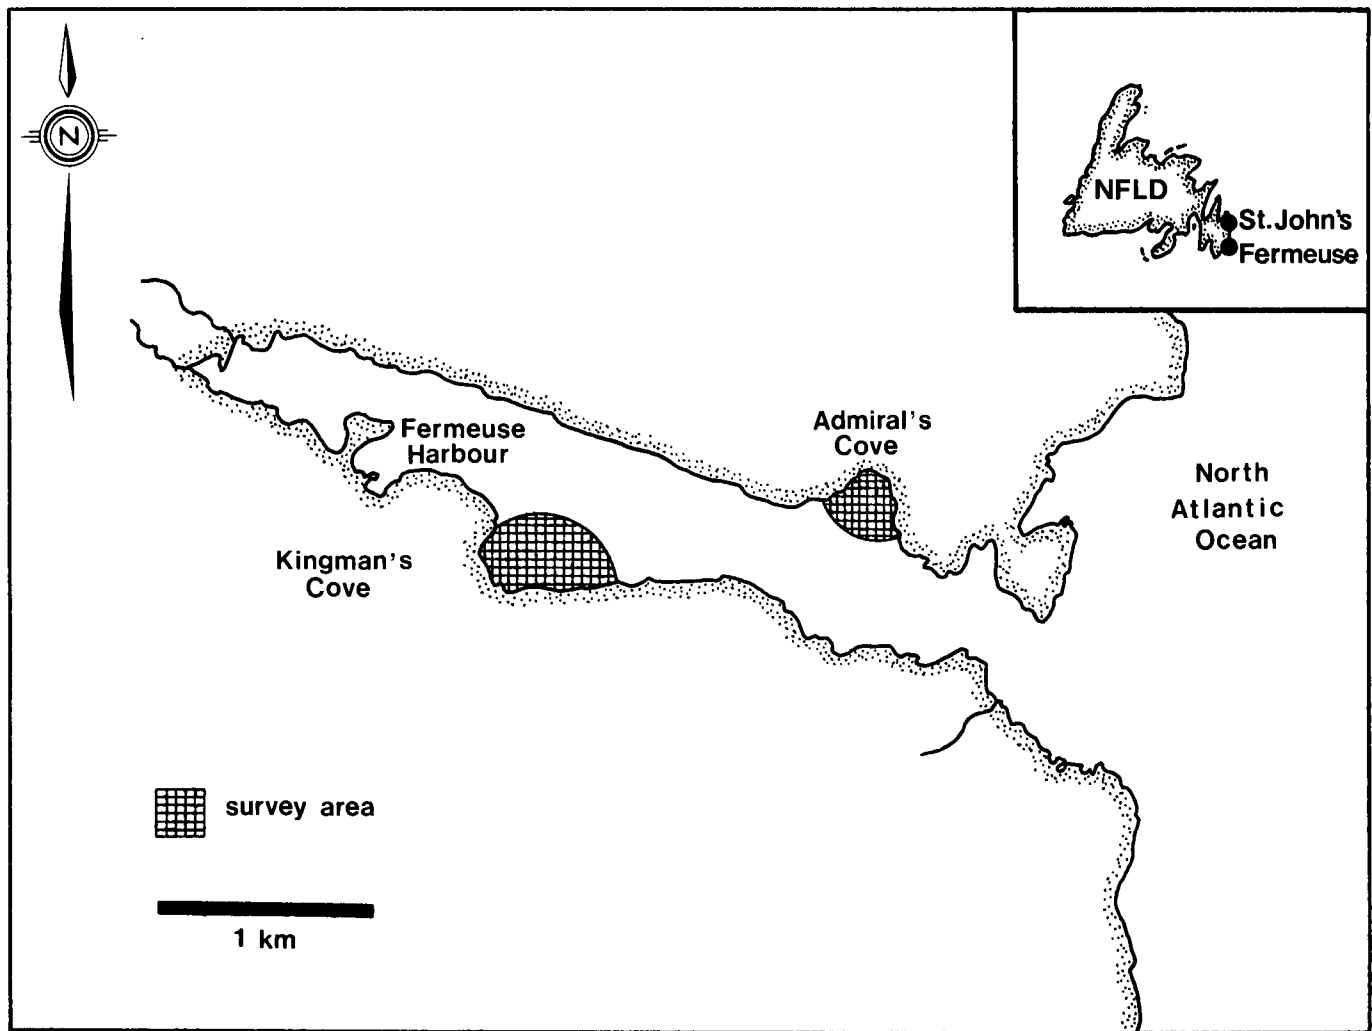 N
NFLD
St.John's
Fermeuse
Admiral's
Cove
Fermeuse
Harbour
North
Atlantic
Ocean
Kingman's
Cove
survey area
1 km